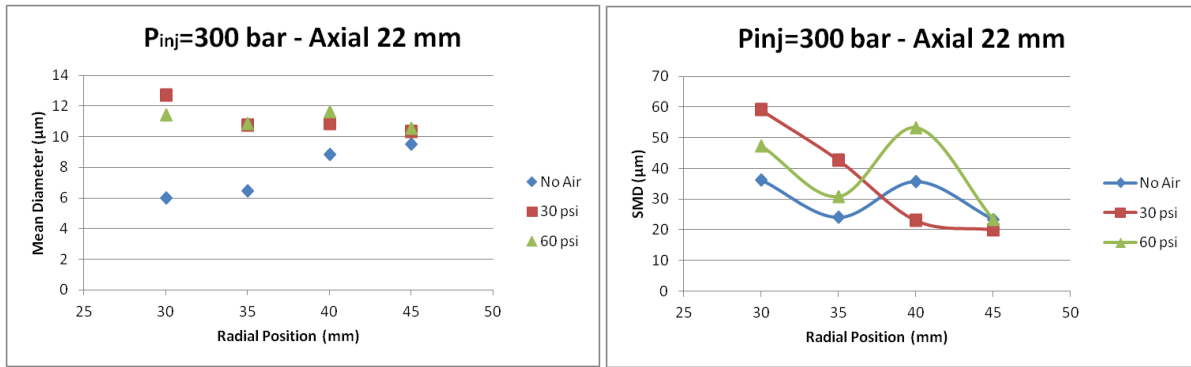 Pinj=300 bar - Axial 22 mm
14
12
10
8
6
4
2
0
25 30 35 40 45 50
Mean Diameter (µm)
Radial Position (mm)
No Air
30 psi
60 psi
Pinj=300 bar - Axial 22 mm
70
60
50
40
30
20
10
0
25 30 35 40 45 50
SMD (µm)
Radial Position (mm)
No Air
30 psi
60 psi